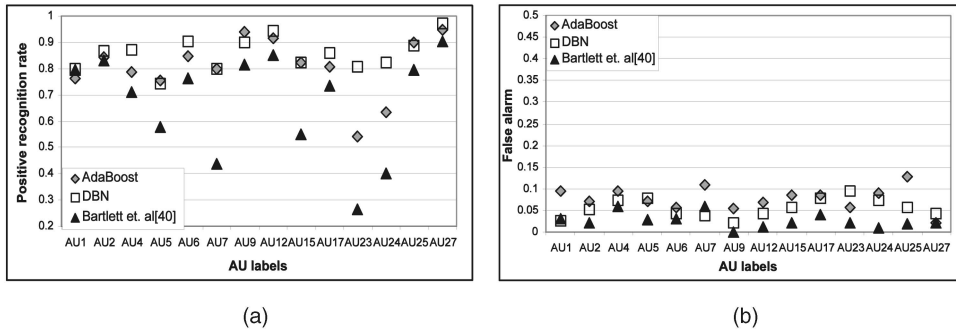 Positive recognition rate
1
0.9
0.8
0.7
0.6
0.5
0.4
0.3
0.2
AdaBoost
DBN
Bartlett et. al[40]
AU1 AU2 AU4 AU5 AU6 AU7 AU9 AU12 AU15 AU17 AU23 AU24 AU25 AU27
AU labels
(a)
False alarm
0.5
0.45
0.4
0.35
0.3
0.25
0.2
0.15
0.1
0.05
0
AdaBoost
DBN
Bartlett et. al[40]
AU1 AU2 AU4 AU5 AU6 AU7 AU9 AU12 AU15 AU17 AU23 AU24 AU25 AU27
AU labels
(b)